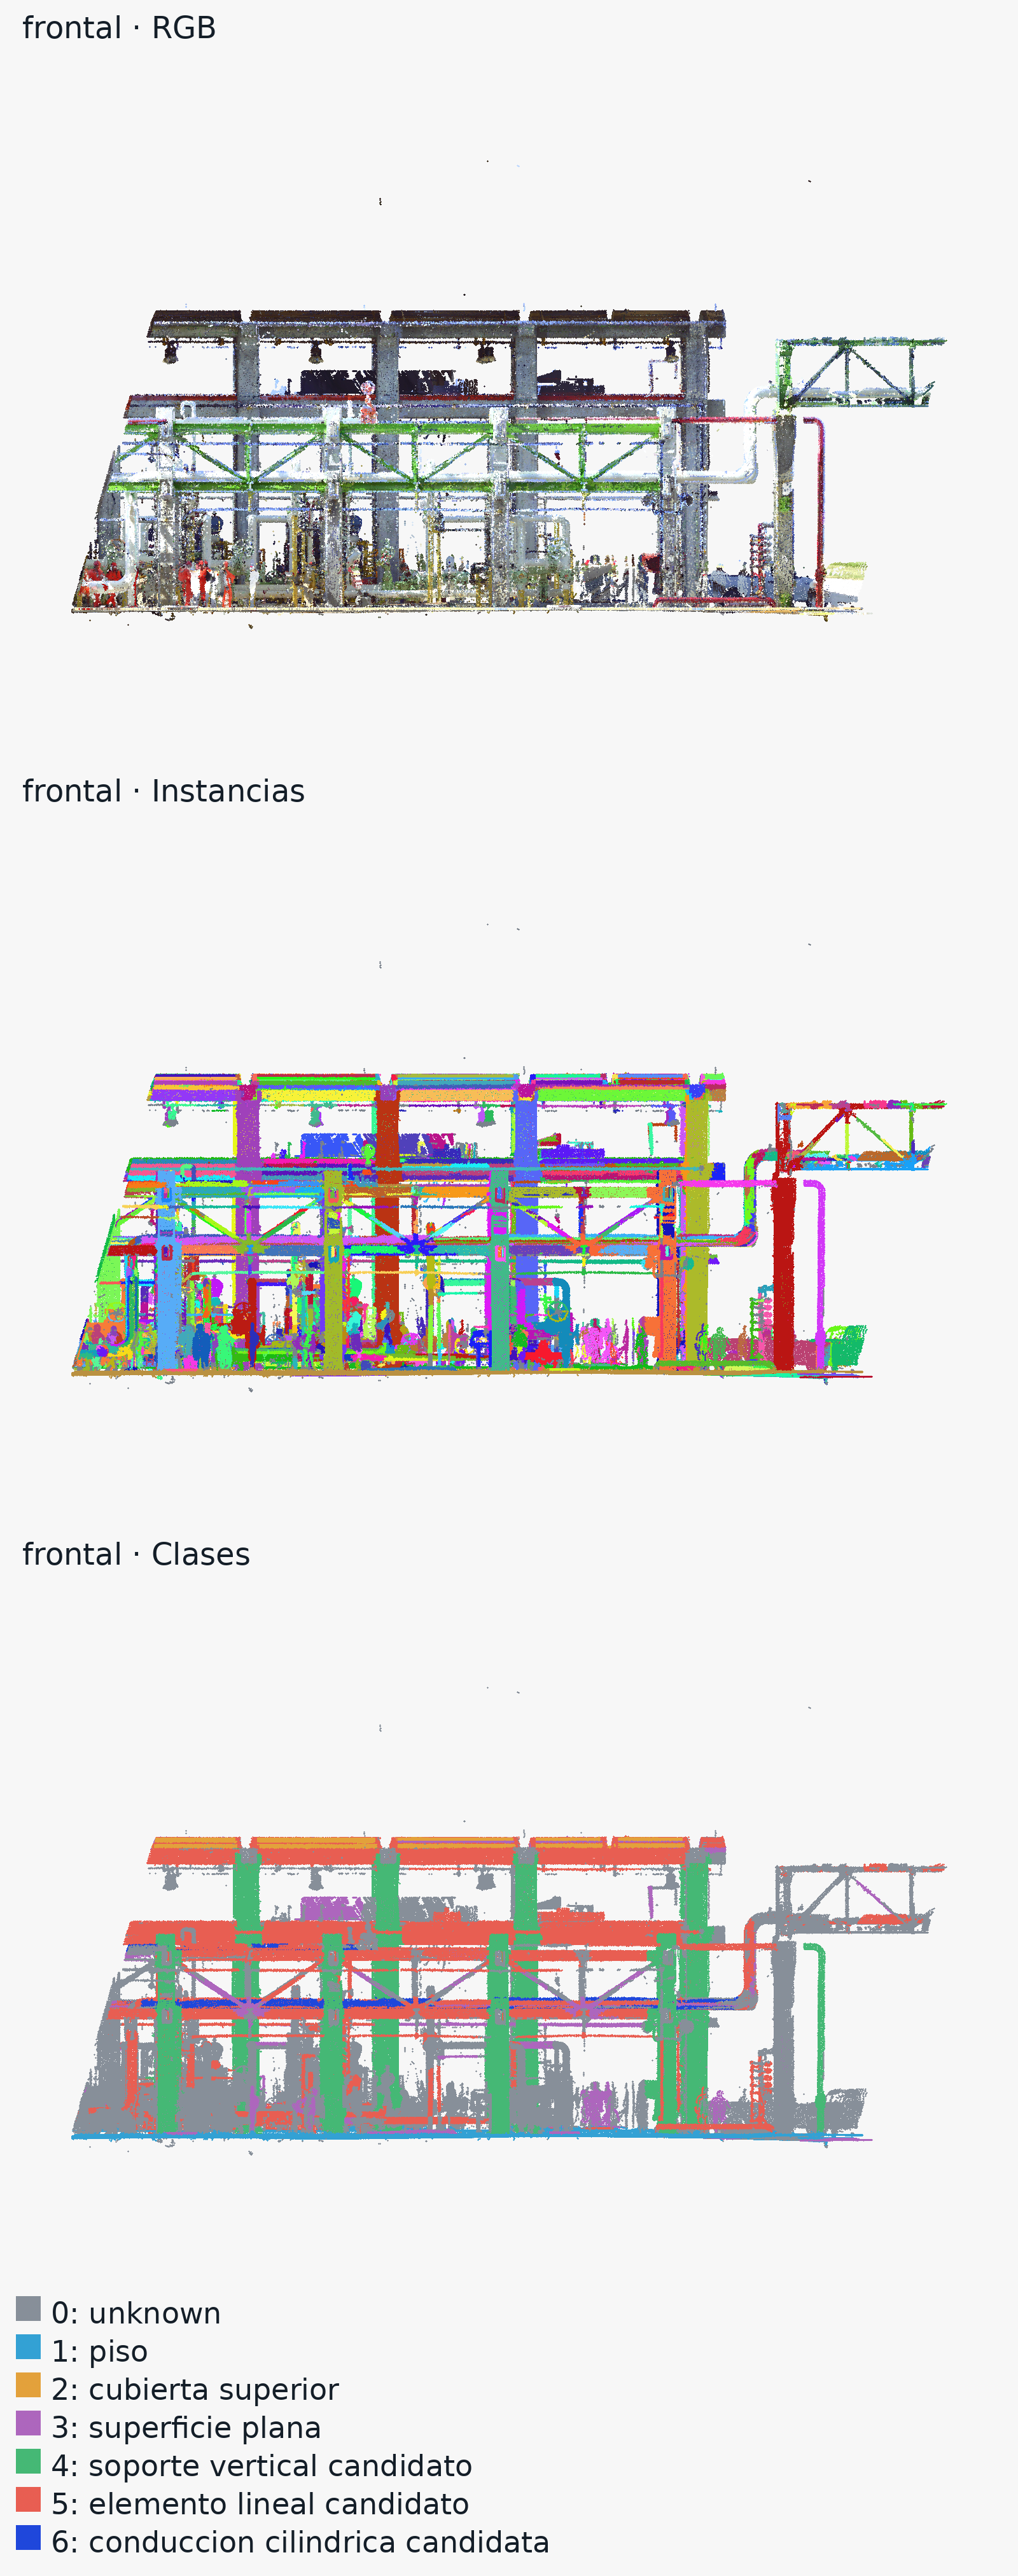 frontal · RGB
frontal · Instancias
frontal · Clases
0: unknown
1: piso
2: cubierta superior
3: superficie plana
4: soporte vertical candidato
5: elemento lineal candidato
6: conduccion cilindrica candidata